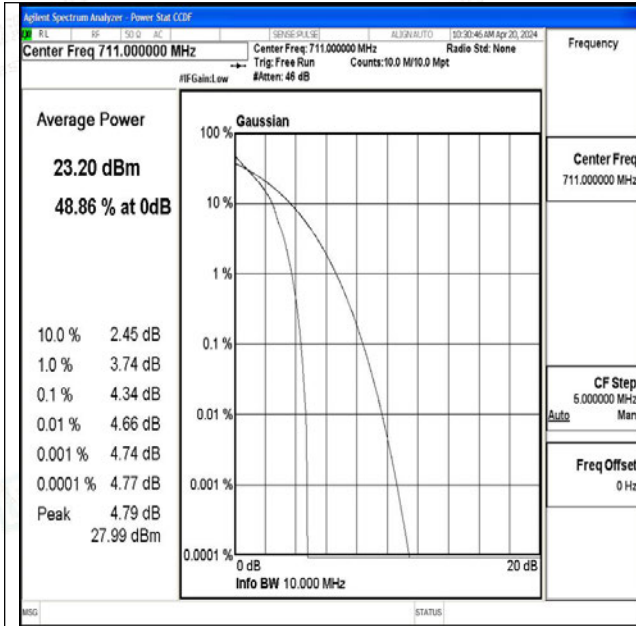 Agilent Spectrum Analyzer - Power Stat CCDF
RL RF 50 Ω AC SENSE:PULSE ALIGN AUTO 10:30:46 AM Apr 20, 2024
Center Freq 711.000000 MHz
Center Freq: 711.000000 MHz Radio Std: None
Trig: Free Run Counts:10.0 M/10.0 Mpt
#IFGain:Low #Atten: 46 dB
Frequency
Average Power
23.20 dBm
48.86 % at 0dB
10.0 % 2.45 dB
1.0 % 3.74 dB
0.1 % 4.34 dB
0.01 % 4.66 dB
0.001 % 4.74 dB
0.0001 % 4.77 dB
Peak 4.79 dB
27.99 dBm
Gaussian
100 %
10 %
1 %
0.1 %
0.01 %
0.001 %
0.0001 %
0 dB 20 dB
Info BW 10.000 MHz
Center Freq
711.000000 MHz
CF Step
5.000000 MHz
Auto Man
Freq Offset
0 Hz
MSG STATUS